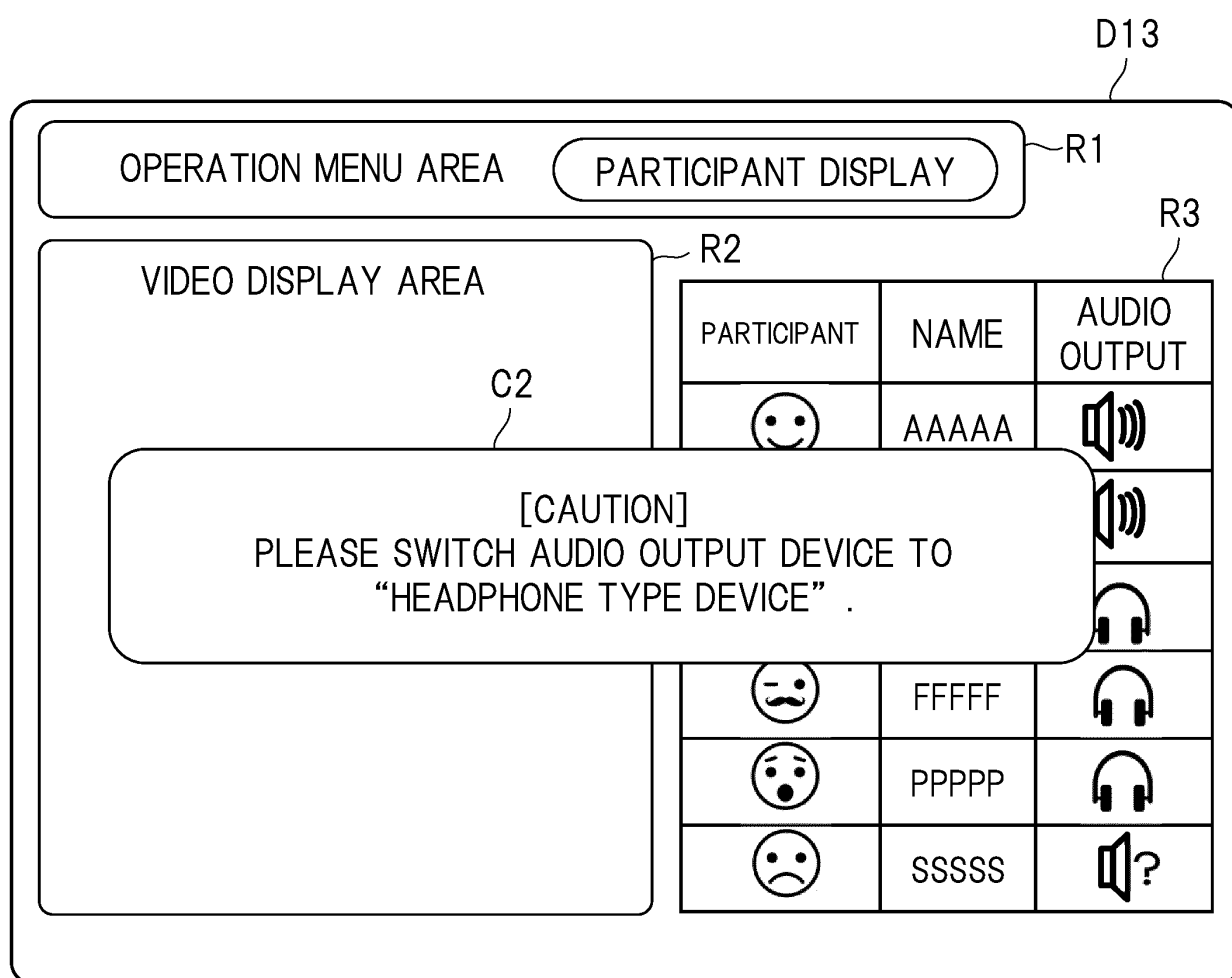 D13
OPERATION MENU AREA
PARTICIPANT DISPLAY
R1
R2
R3
VIDEO DISPLAY AREA
C2
PARTICIPANT
NAME
AUDIO
OUTPUT
AAAAA
[CAUTION]
PLEASE SWITCH AUDIO OUTPUT DEVICE TO
“HEADPHONE TYPE DEVICE” .
FFFFF
PPPPP
SSSSS
?